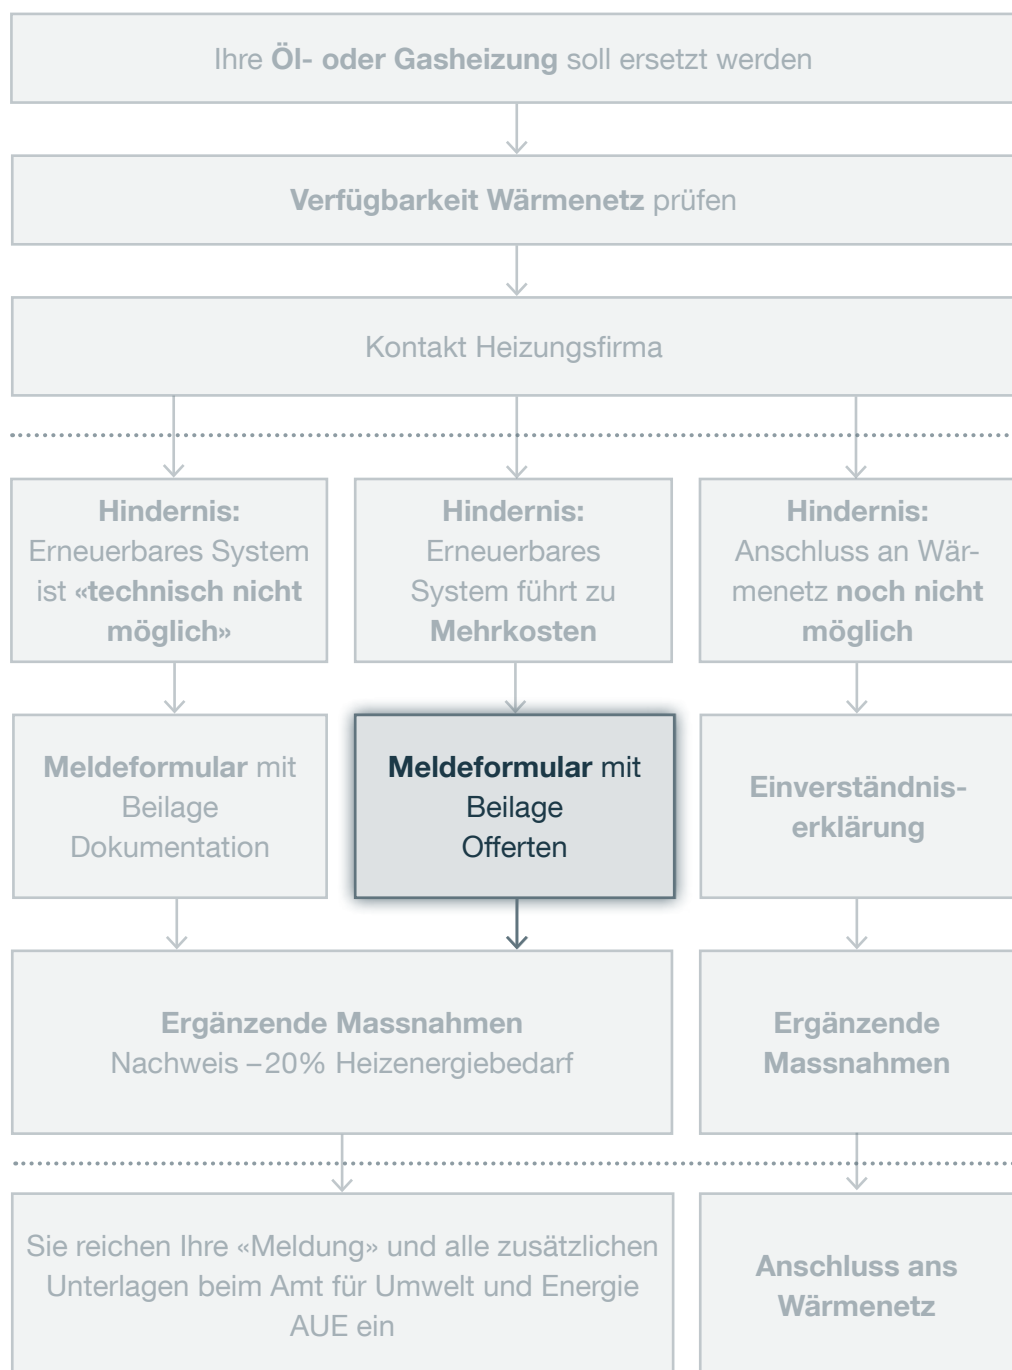 Ihre Öl- oder Gasheizung soll ersetzt werden
Verfügbarkeit Wärmenetz prüfen
Kontakt Heizungsfirma
Hindernis:
Erneuerbares System
ist «technisch nicht
möglich»
Hindernis:
Erneuerbares
System führt zu
Mehrkosten
Hindernis:
Anschluss an Wär-
menetz noch nicht
möglich
Meldeformular mit
Beilage
Dokumentation
Meldeformular mit
Beilage
Offerten
Einverständnis-
erklärung
Ergänzende Massnahmen
Nachweis –20% Heizenergiebedarf
Ergänzende
Massnahmen
Sie reichen Ihre «Meldung» und alle zusätzlichen
Unterlagen beim Amt für Umwelt und Energie
AUE ein
Anschluss ans
Wärmenetz